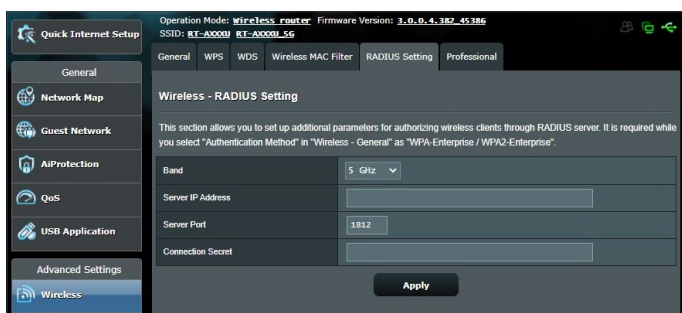 Quick Internet Setup
General
Network Map
Guest Network
AiProtection
QoS
USB Application
Advanced Settings
Wireless
Operation Mode: Wireless router Firmware Version: 3.0.0.4.382_45386
SSID: RT-AXXXU RT-AXXXU_5G
General WPS WDS Wireless MAC Filter RADIUS Setting Professional
Wireless - RADIUS Setting
This section allows you to set up additional parameters for authorizing wireless clients through RADIUS server. It is required while
you select "Authentication Method" in "Wireless - General" as "WPA-Enterprise / WPA2-Enterprise".
Band 5 GHz
Server IP Address
Server Port 1812
Connection Secret
Apply